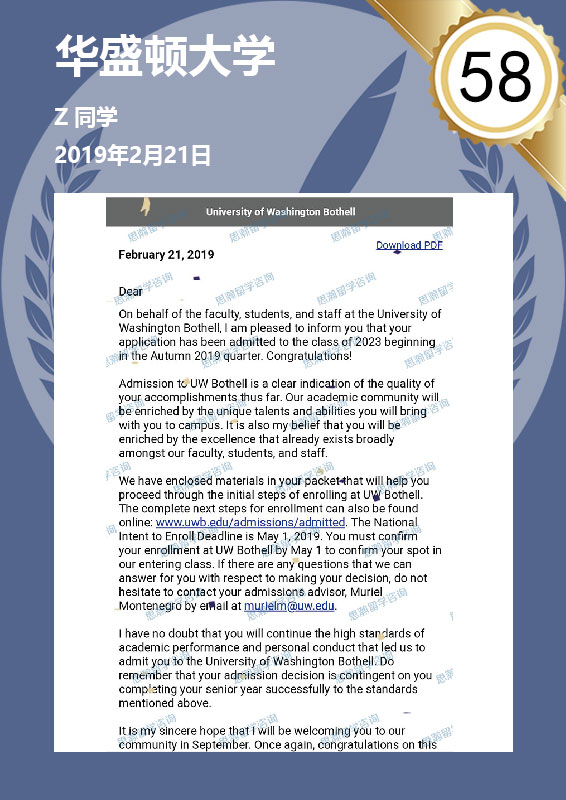 华盛顿大学
58
Z 同学
2019年2月21日
University of Washington Bothell
Download PDF
February 21, 2019
Dear
On behalf of the faculty, students, and staff at the University of
Washington Bothell, I am pleased to inform you that your
application has been admitted to the class of 2023 beginning
in the Autumn 2019 quarter. Congratulations!
Admission to UW Bothell is a clear indication of the quality of
your accomplishments thus far. Our academic community will
be enriched by the unique talents and abilities you will bring
with you to campus. It is also my belief that you will be
enriched by the excellence that already exists broadly
amongst our faculty, students, and staff.
We have enclosed materials in your packet that will help you
proceed through the initial steps of enrolling at UW Bothell.
The complete next steps for enrollment can also be found
online: www.uwb.edu/admissions/admitted. The National
Intent to Enroll Deadline is May 1, 2019. You must confirm
your enrollment at UW Bothell by May 1 to confirm your spot in
our entering class. If there are any questions that we can
answer for you with respect to making your decision, do not
hesitate to contact your admissions advisor, Muriel
Montenegro by email at murielm@uw.edu.
I have no doubt that you will continue the high standards of
academic performance and personal conduct that led us to
admit you to the University of Washington Bothell. Do
remember that your admission decision is contingent on you
completing your senior year successfully to the standards
mentioned above.
It is my sincere hope that I will be welcoming you to our
community in September. Once again, congratulations on this
思瀚留学咨询